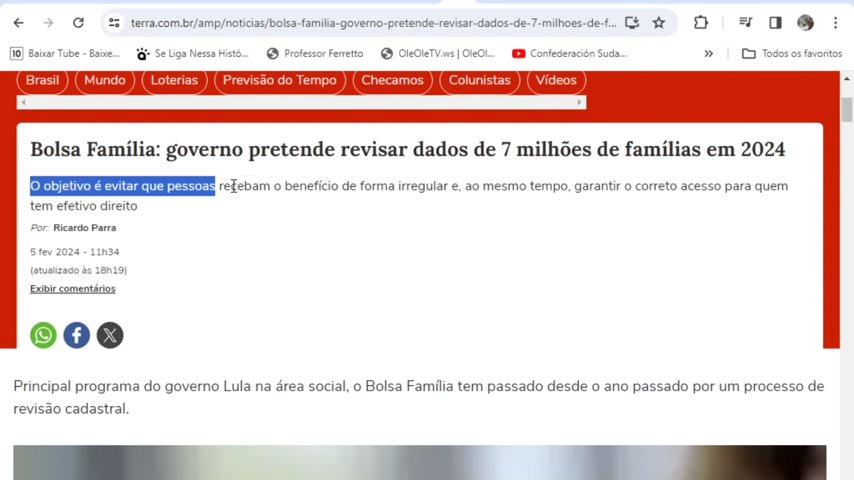 terra.com.br/amp/noticias/bolsa-familia-governo-pretende-revisar-dados-de-7-milhoes-de-f...
10 Baixar Tube - Baixe... Se Liga Nessa Histó... Professor Ferretto OleOleTV.ws | OleOl... Confederación Suda... » Todos os favoritos
Brasil Mundo Loterias Previsão do Tempo Checamos Colunistas Vídeos
Bolsa Família: governo pretende revisar dados de 7 milhões de famílias em 2024
O objetivo é evitar que pessoas recebam o benefício de forma irregular e, ao mesmo tempo, garantir o correto acesso para quem
tem efetivo direito
Por: Ricardo Parra
5 fev 2024 - 11h34
(atualizado às 18h19)
Exibir comentários
Principal programa do governo Lula na área social, o Bolsa Família tem passado desde o ano passado por um processo de
revisão cadastral.